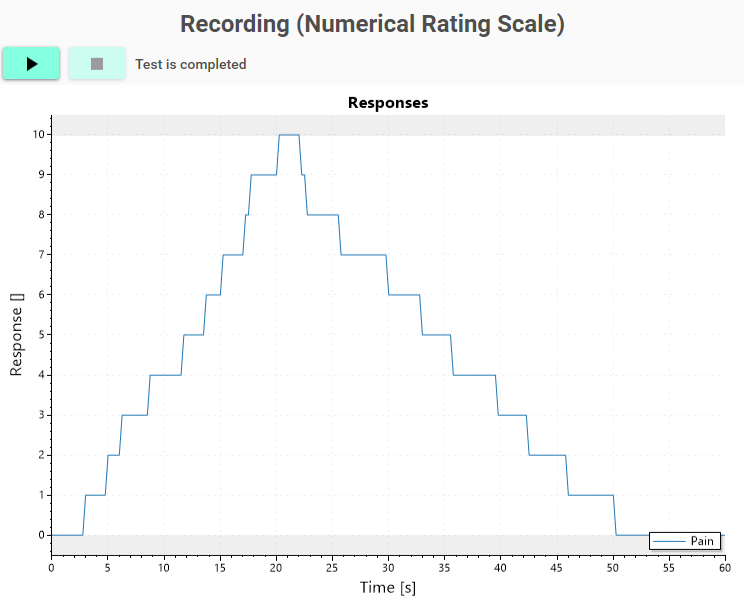 Recording (Numerical Rating Scale)
Test is completed
Responses
10
9
8
7
6
5
4
3
2
1
0
Response []
0 5 10 15 20 25 30 35 40 45 50 55 60
Time [s]
Pain